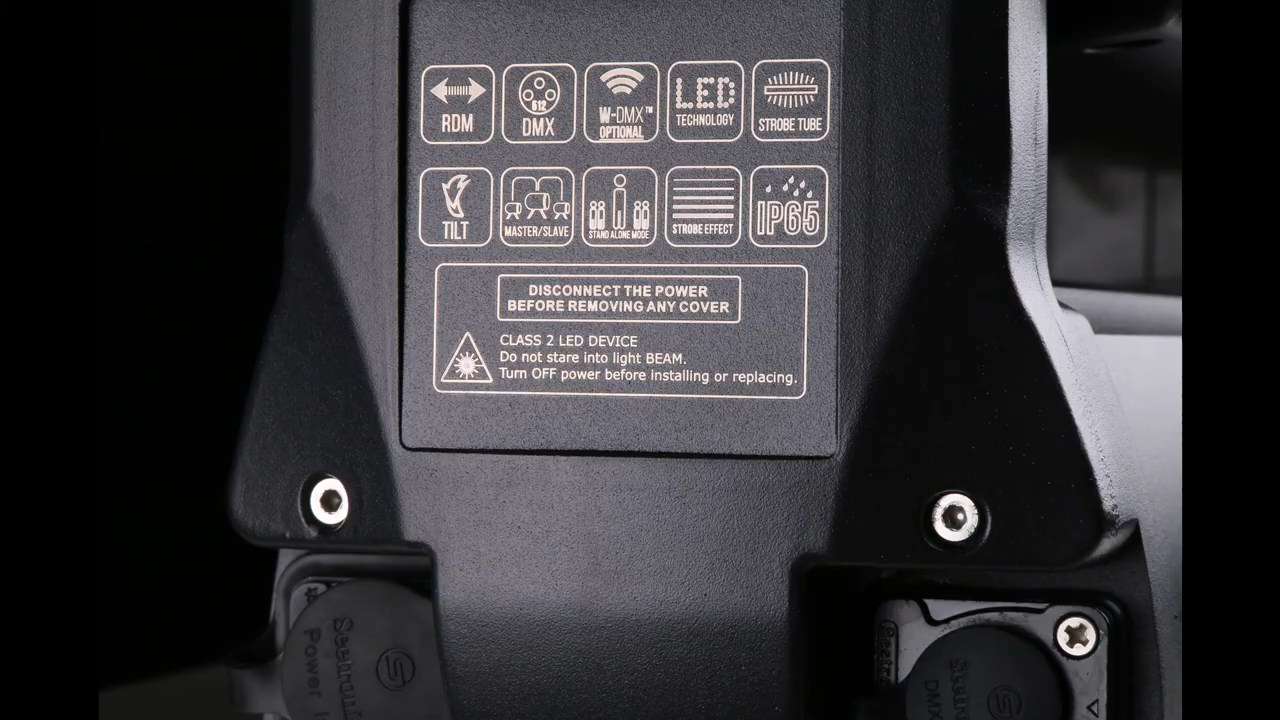 RDM
512
DMX
W-DMX™
OPTIONAL
LED
TECHNOLOGY
STROBE TUBE
TILT
MASTER/SLAVE
STAND ALONE MODE
STROBE EFFECT
IP65
DISCONNECT THE POWER
BEFORE REMOVING ANY COVER
CLASS 2 LED DEVICE
Do not stare into light BEAM.
Turn OFF power before installing or replacing.
Power
DMX